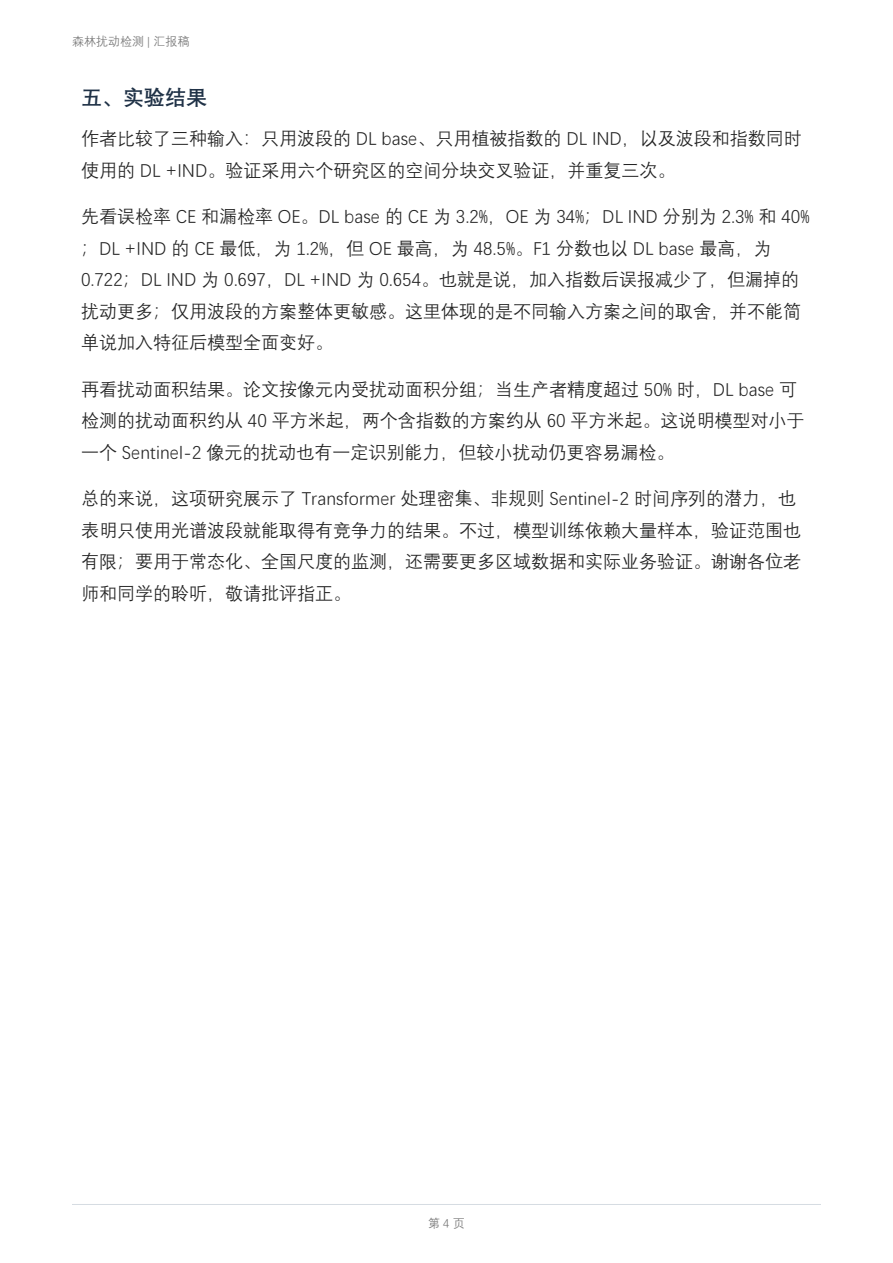 森林扰动检测 | 汇报稿
五、实验结果
作者比较了三种输入：只用波段的 DL base、只用植被指数的 DL IND，以及波段和指数同时
使用的 DL +IND。验证采用六个研究区的空间分块交叉验证，并重复三次。
先看误检率 CE 和漏检率 OE。DL base 的 CE 为 3.2%，OE 为 34%；DL IND 分别为 2.3% 和 40%
；DL +IND 的 CE 最低，为 1.2%，但 OE 最高，为 48.5%。F1 分数也以 DL base 最高，为
0.722；DL IND 为 0.697，DL +IND 为 0.654。也就是说，加入指数后误报减少了，但漏掉的
扰动更多；仅用波段的方案整体更敏感。这里体现的是不同输入方案之间的取舍，并不能简
单说加入特征后模型全面变好。
再看扰动面积结果。论文按像元内受扰动面积分组；当生产者精度超过 50% 时，DL base 可
检测的扰动面积约从 40 平方米起，两个含指数的方案约从 60 平方米起。这说明模型对小于
一个 Sentinel-2 像元的扰动也有一定识别能力，但较小扰动仍更容易漏检。
总的来说，这项研究展示了 Transformer 处理密集、非规则 Sentinel-2 时间序列的潜力，也
表明只使用光谱波段就能取得有竞争力的结果。不过，模型训练依赖大量样本，验证范围也
有限；要用于常态化、全国尺度的监测，还需要更多区域数据和实际业务验证。谢谢各位老
师和同学的聆听，敬请批评指正。
第 4 页